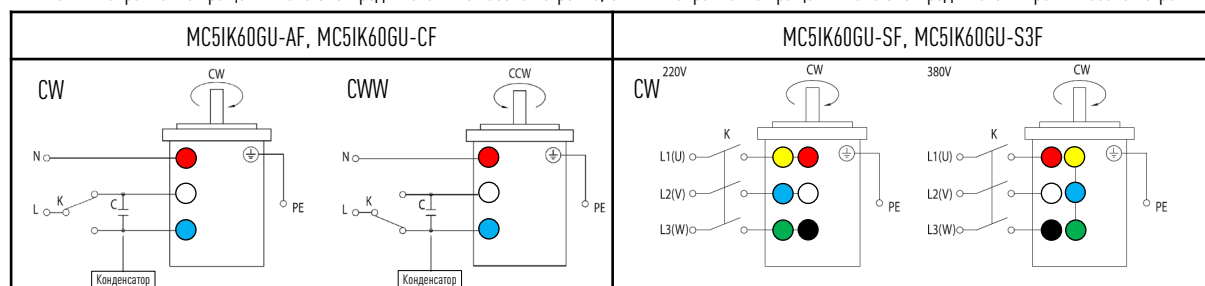 MC5IK60GU-AF, MC5IK60GU-CF
MC5IK60GU-SF, MC5IK60GU-S3F
CW
CW
N
L
K
C
PE
Конденсатор
CWW
CCW
N
L
K
C
PE
Конденсатор
CW
220V
CW
K
L1(U)
L2(V)
L3(W)
PE
380V
CW
K
L1(U)
L2(V)
L3(W)
PE